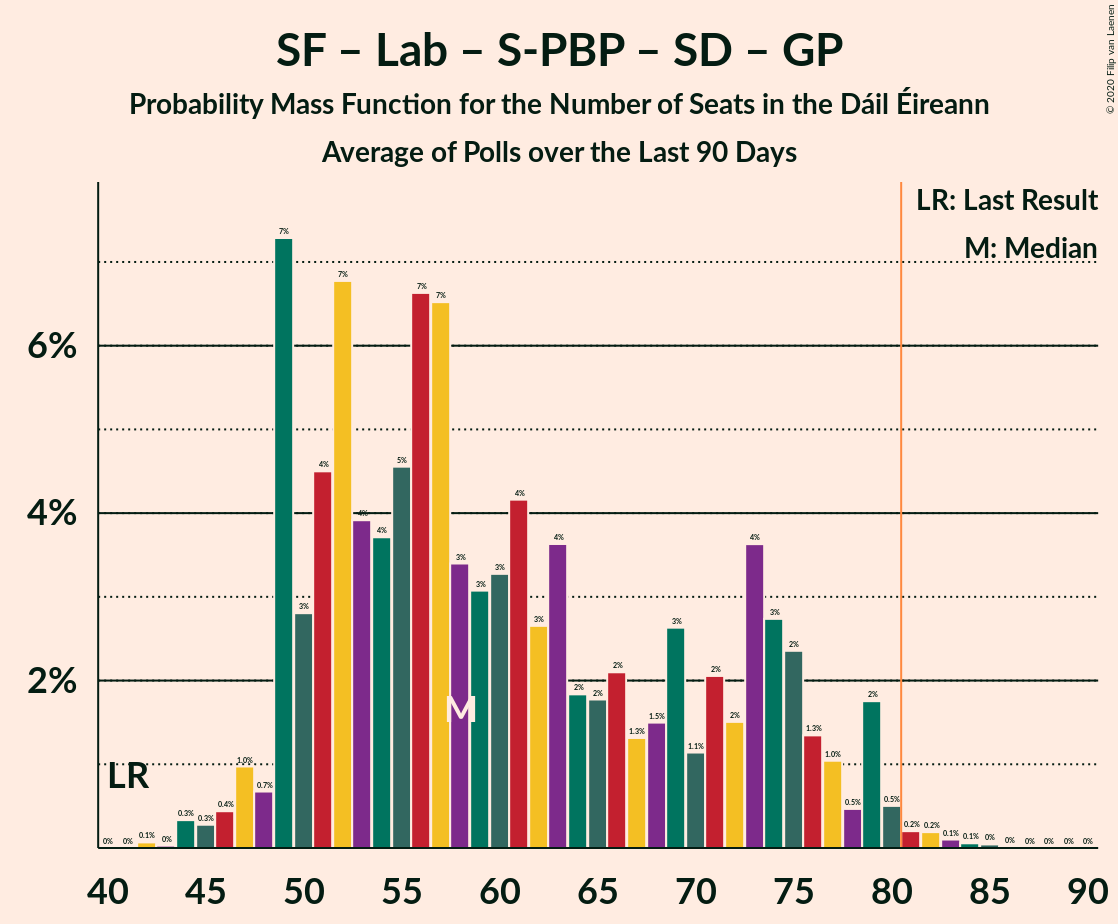 SF – Lab – S-PBP – SD – GP
Probability Mass Function for the Number of Seats in the Dáil Éireann
Average of Polls over the Last 90 Days
© 2020 Filip van Laenen
LR: Last Result
M: Median
6%
4%
2%
LR
M
0% 0% 0.1% 0% 0.3% 0.3% 0.4% 1.0% 0.7% 7% 3% 4% 7% 4% 4% 5% 7% 7% 3% 3% 3% 4% 3% 4% 2% 2% 2% 1.3% 1.5% 3% 1.1% 2% 2% 4% 3% 2% 1.3% 1.0% 0.5% 2% 0.5% 0.2% 0.2% 0.1% 0.1% 0% 0% 0% 0% 0% 0%
40 45 50 55 60 65 70 75 80 85 90